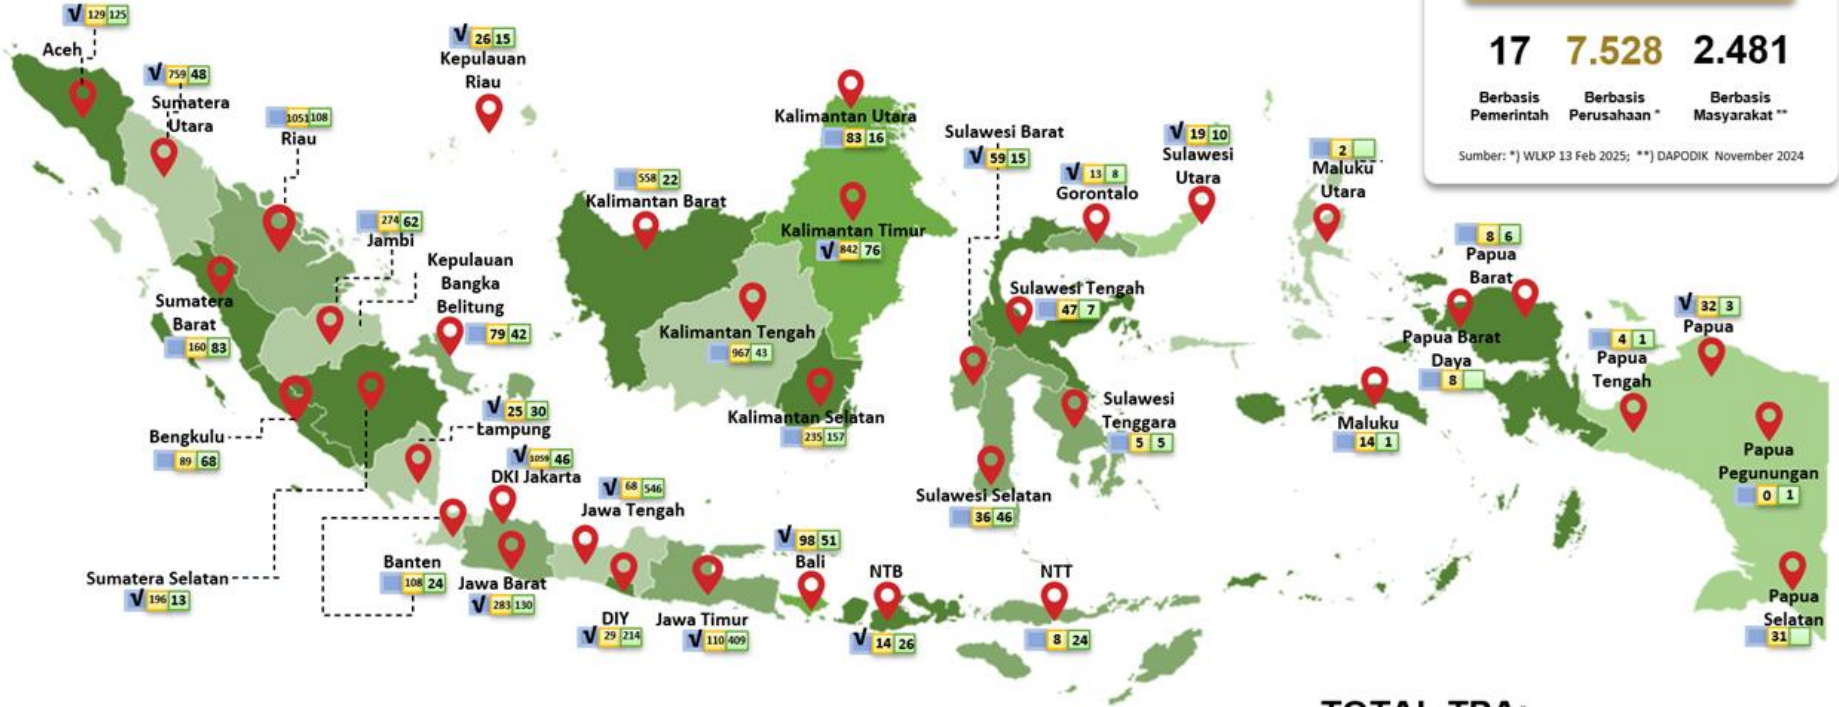 √ 129 125
Aceh
√ 759 48
Sumatera
Utara
1051 108
Riau
√ 26 15
Kepulauan
Riau
274 62
Jambi
Kepulauan
Bangka
Belitung
79 42
Sumatera
Barat
160 83
Bengkulu
89 68
√ 25 30
Lampung
Sumatera Selatan
√ 196 13
√ 1059 46
DKI Jakarta
Banten
108 24
Jawa Barat
√ 283 130
√ 68 546
Jawa Tengah
DIY
√ 29 214
Jawa Timur
√ 110 409
√ 98 51
Bali
NTB
√ 14 26
NTT
8 24
558 22
Kalimantan Barat
Kalimantan Utara
83 16
Kalimantan Timur
√ 842 76
Kalimantan Tengah
967 43
Kalimantan Selatan
235 157
Sulawesi Barat
√ 59 15
√ 13 8
Gorontalo
√ 19 10
Sulawesi
Utara
Sulawesi Tengah
47 7
Sulawesi
Tenggara
5 5
Sulawesi Selatan
36 46
2
Maluku
Utara
Maluku
14 1
8 6
Papua
Barat
Papua Barat
Daya
8
4 1
Papua
Tengah
√ 32 3
Papua
Papua
Pegunungan
0 1
Papua
Selatan
31
17 7.528 2.481
Berbasis
Pemerintah
Berbasis
Perusahaan *
Berbasis
Masyarakat **
Sumber: *) WLKP 13 Feb 2025; **) DAPODIK November 2024